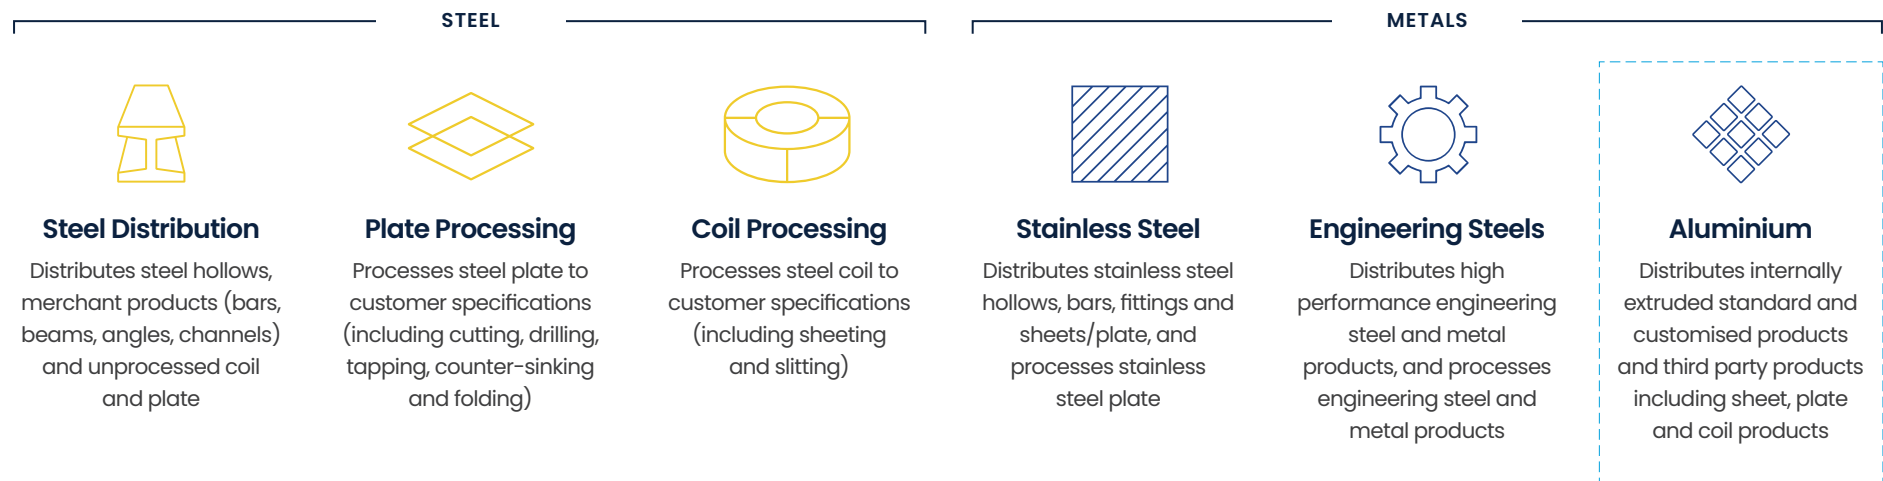 STEEL
METALS
Steel Distribution
Distributes steel hollows,
merchant products (bars,
beams, angles, channels)
and unprocessed coil
and plate
Plate Processing
Processes steel plate to
customer specifications
(including cutting, drilling,
tapping, counter-sinking
and folding)
Coil Processing
Processes steel coil to
customer specifications
(including sheeting
and slitting)
Stainless Steel
Distributes stainless steel
hollows, bars, fittings and
sheets/plate, and
processes stainless
steel plate
Engineering Steels
Distributes high
performance engineering
steel and metal
products, and processes
engineering steel and
metal products
Aluminium
Distributes internally
extruded standard and
customised products
and third party products
including sheet, plate
and coil products